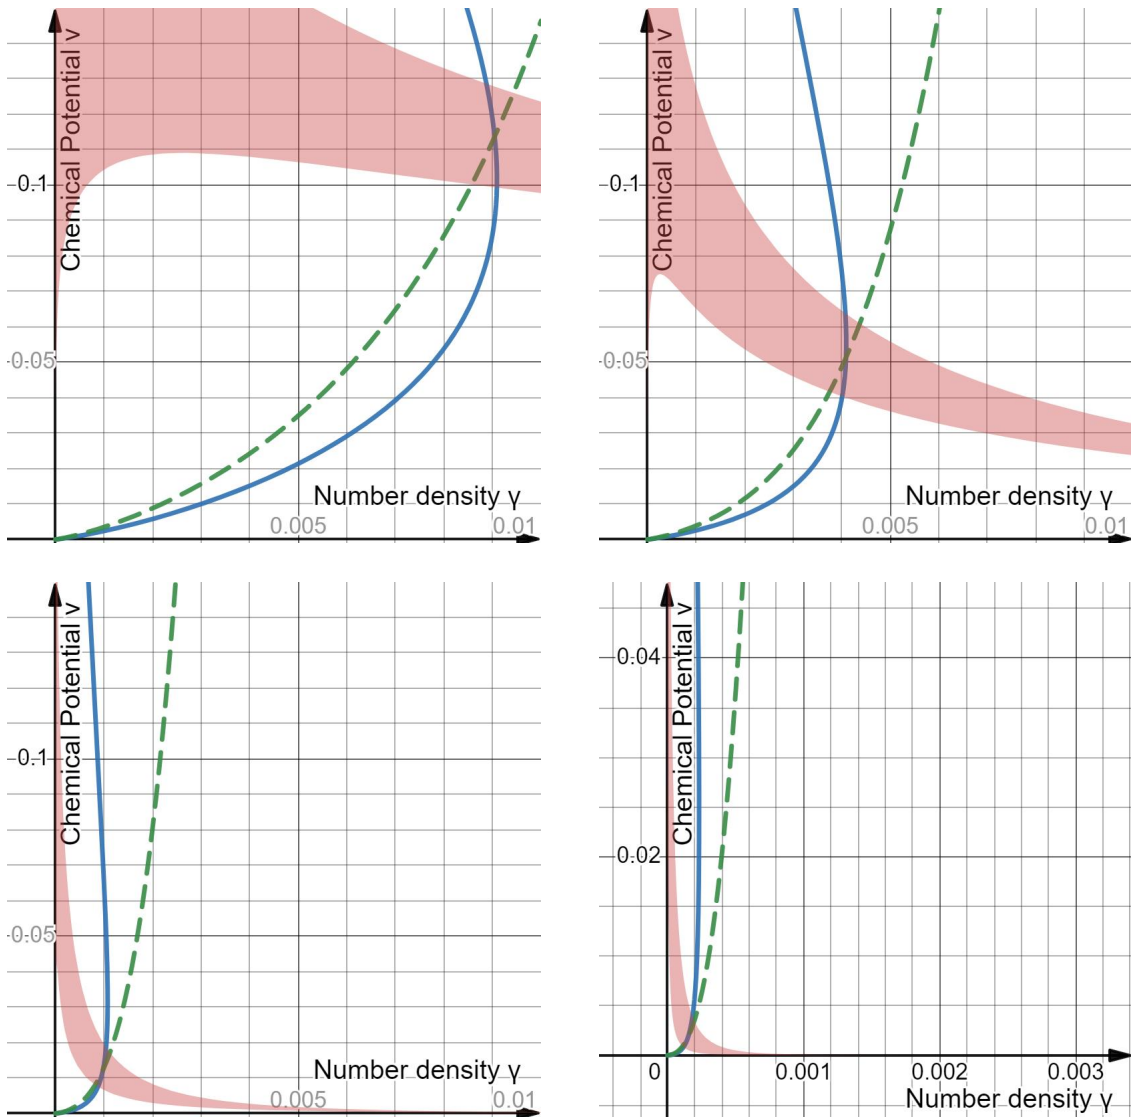 Chemical Potential ν
0.1
0.05
Number density γ
0.005
0.01
Chemical Potential ν
0.1
0.05
Number density γ
0.005
0.01
Chemical Potential ν
0.1
0.05
Number density γ
0.005
0.01
Chemical Potential ν
0.04
0.02
0
0.001
0.002
0.003
Number density γ